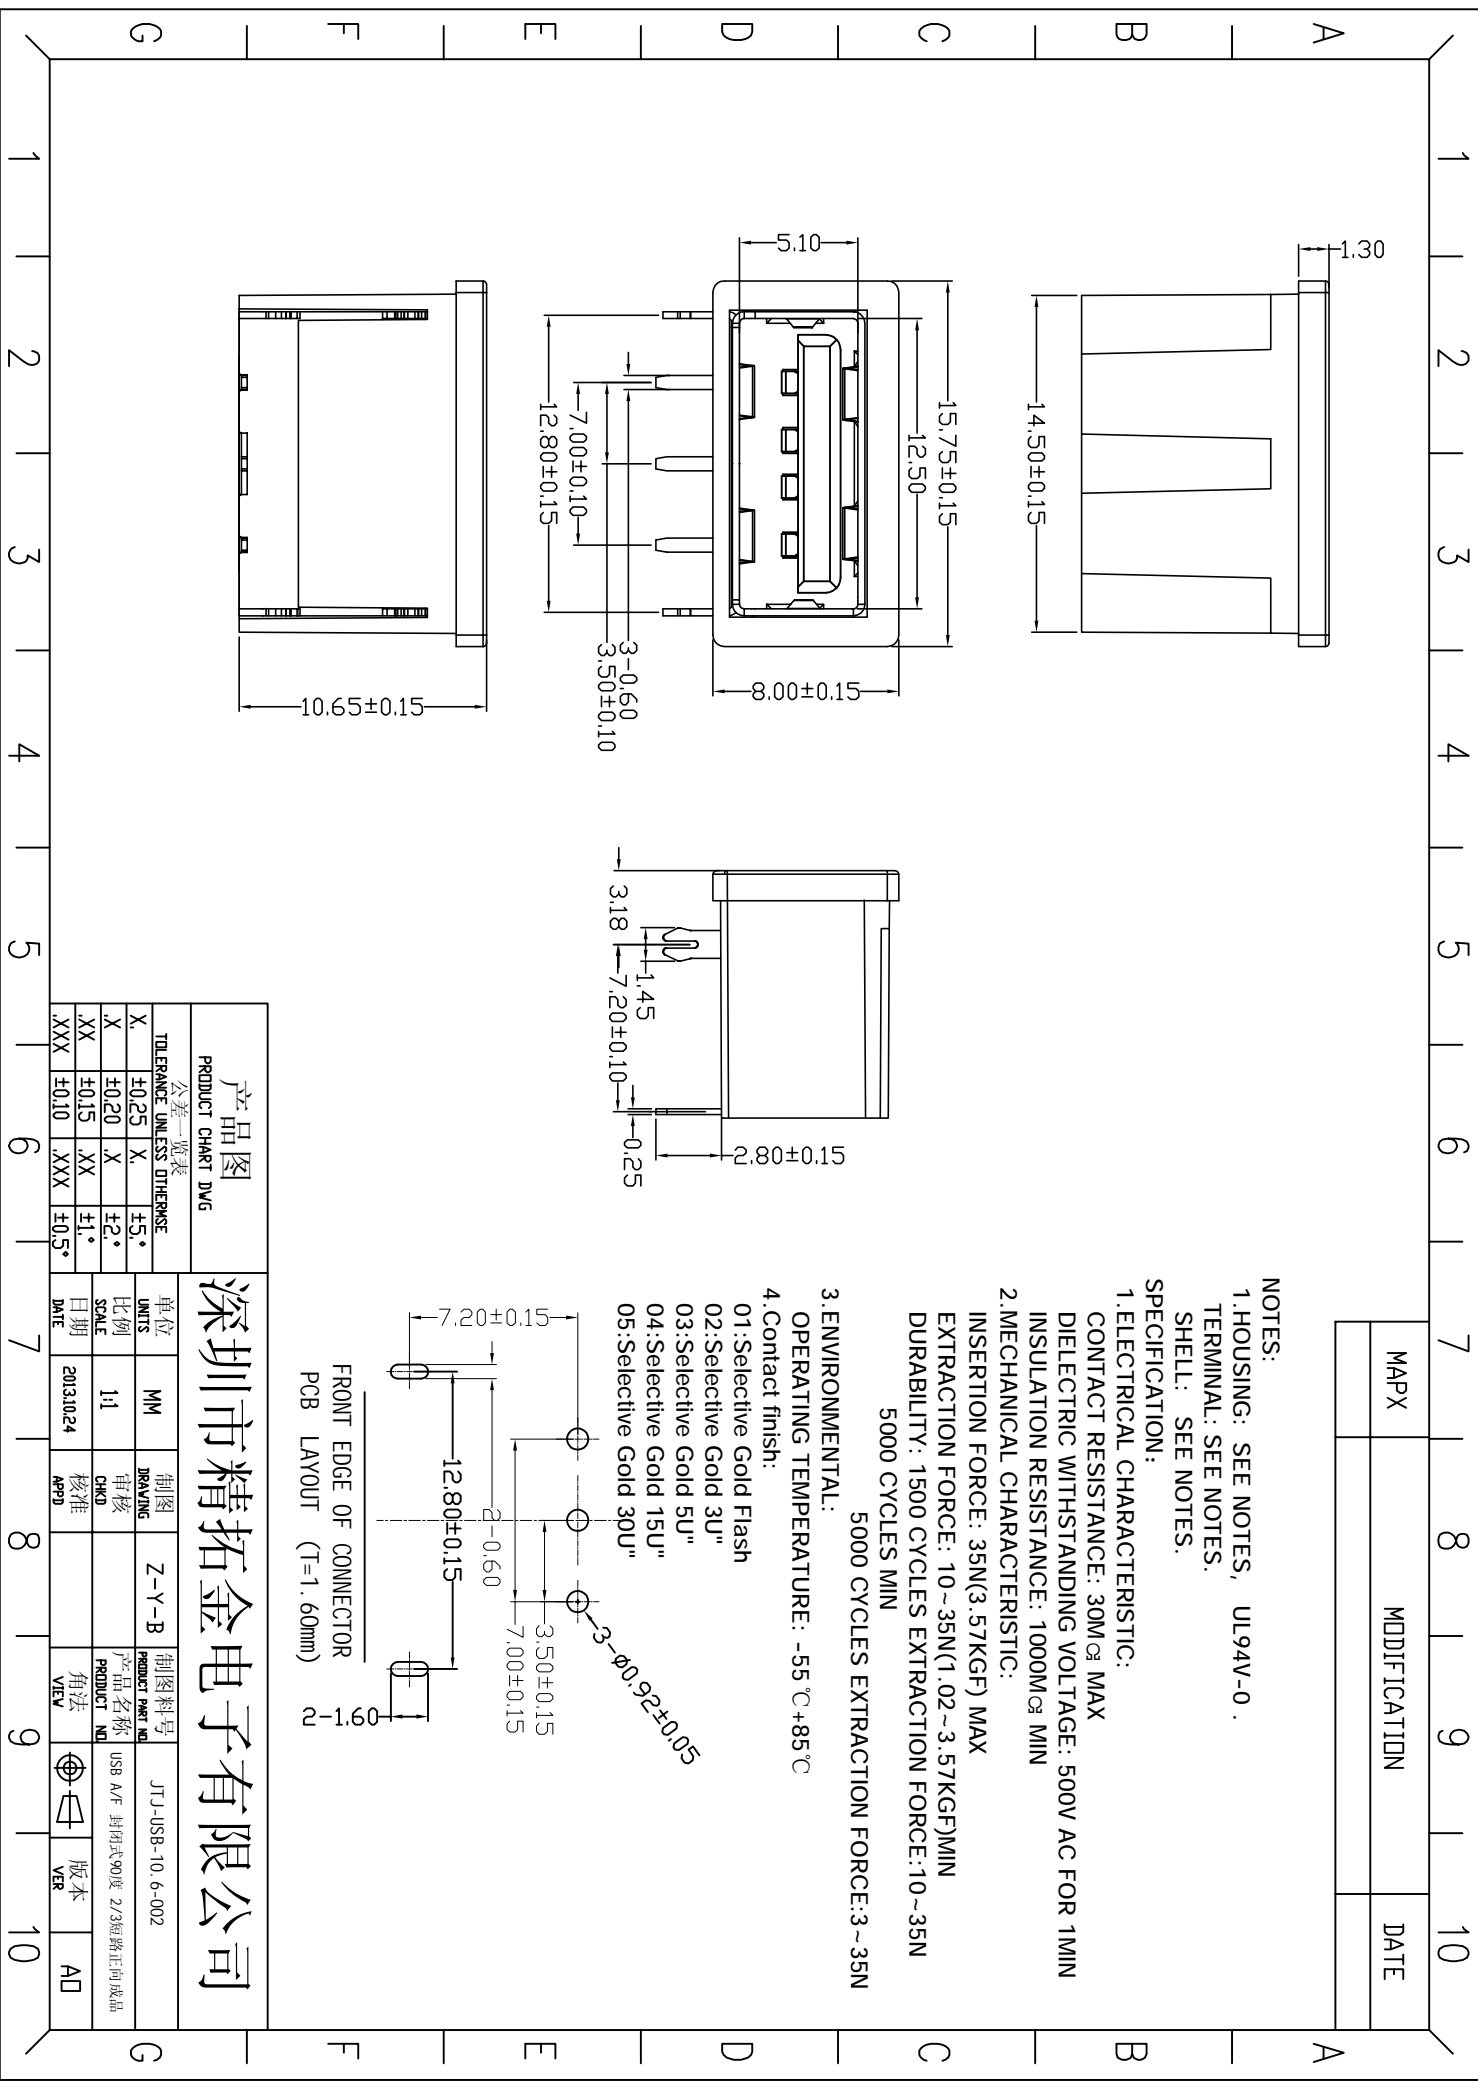 1 2 3 4 5 6 7 8 9 10
A
B
C
D
E
F
G
MAPX MODIFICATION DATE
1.30
14.50±0.15
15.75±0.15
12.50
5.10
8.00±0.15
7.00±0.10
12.80±0.15
3-0.60
3.50±0.10
10.65±0.15
3.18
1.45
7.20±0.10
0.25
2.80±0.15
NOTES:
1.HOUSING: SEE NOTES, UL94V-0.
TERMINAL: SEE NOTES.
SHELL: SEE NOTES.
SPECIFICATION:
1.ELECTRICAL CHARACTERISTIC:
CONTACT RESISTANCE: 30MΩ MAX
DIELECTRIC WITHSTANDING VOLTAGE: 500V AC FOR 1MIN
INSULATION RESISTANCE: 1000MΩ MIN
2.MECHANICAL CHARACTERISTIC:
INSERTION FORCE: 35N(3.57KGF) MAX
EXTRACTION FORCE: 10~35N(1.02~3.57KGF)MIN
DURABILITY: 1500 CYCLES EXTRACTION FORCE:10~35N
5000 CYCLES MIN
5000 CYCLES EXTRACTION FORCE:3~35N
3.ENVIRONMENTAL:
OPERATING TEMPERATURE: -55℃+85℃
4.Contact finish:
01:Selective Gold Flash
02:Selective Gold 3U"
03:Selective Gold 5U"
04:Selective Gold 15U"
05:Selective Gold 30U"
3-ø0.92±0.05
3.50±0.15
7.00±0.15
2-0.60
12.80±0.15
7.20±0.15
2-1.60
FRONT EDGE OF CONNECTOR
PCB LAYOUT (T=1.60mm)
产品图
PRODUCT CHART DWG
公差一览表
TOLERANCE UNLESS OTHERMSE
X. ±0.25 X. ±5.°
.X ±0.20 .X ±2.°
.XX ±0.15 .XX ±1.°
.XXX ±0.10 .XXX ±0.5°
深圳市精拓金电子有限公司
单位 UNITS MM 制图 DRAWING Z-Y-B 制图料号 PRODUCT PART NO. JTJ-USB-10.6-002
比例 SCALE 1:1 审核 CHKD 产品名称 PRODUCT NO. USB A/F 封闭式90度 2/3短路正向成品
日期 DATE 2013.10.24 核准 APPD 角法 VIEW 版本 VER AO
1 2 3 4 5 6 7 8 9 10
A
B
C
D
E
F
G